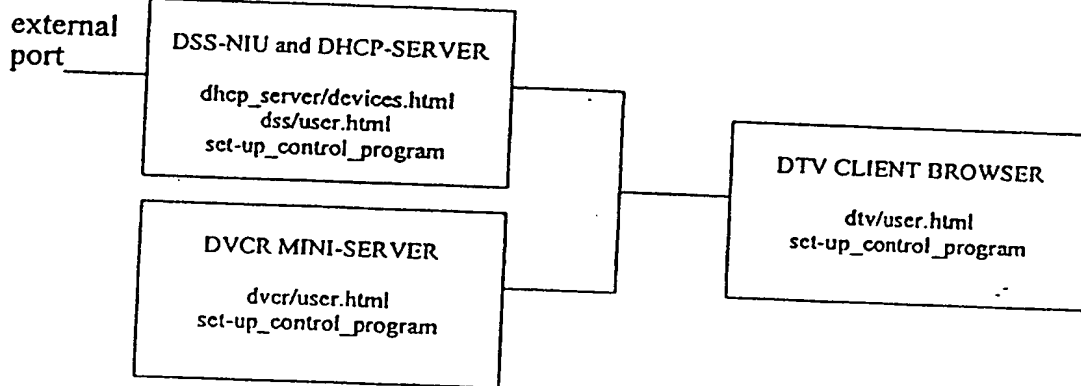 external
port
DSS-NIU and DHCP-SERVER
dhcp_server/devices.html
dss/user.html
set-up_control_program
DVCR MINI-SERVER
dvcr/user.html
set-up_control_program
DTV CLIENT BROWSER
dtv/user.html
set-up_control_program